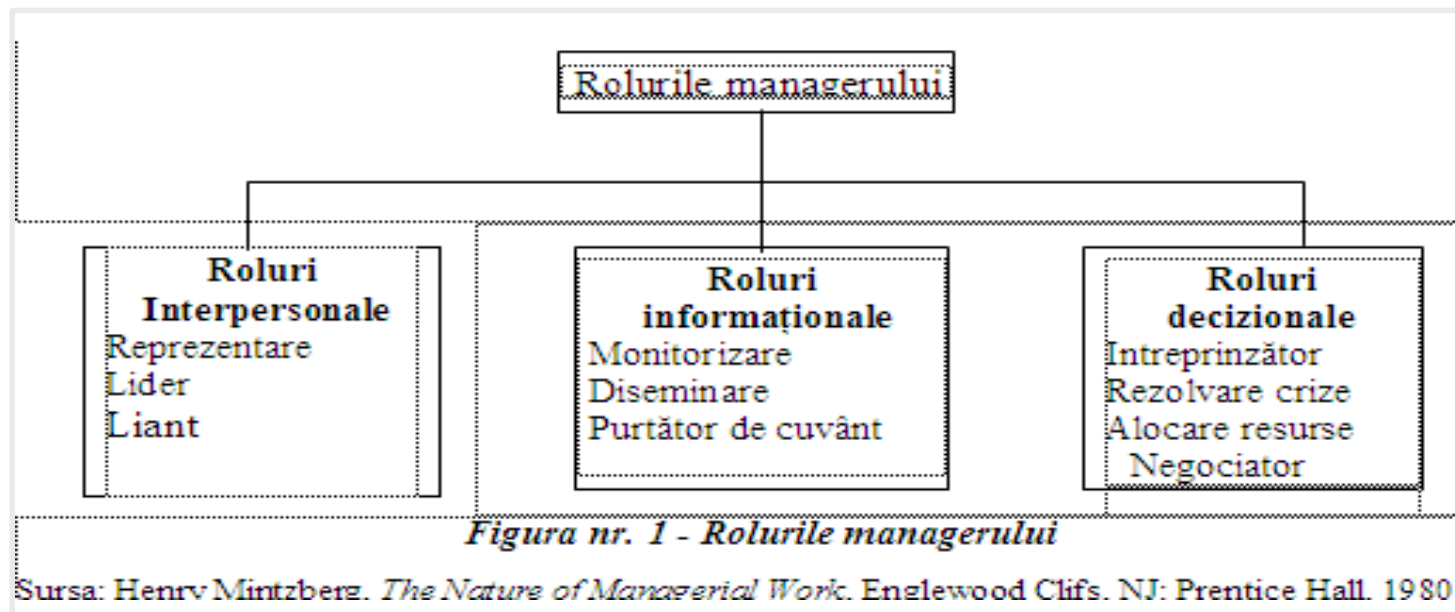 Rolurile managerului
Roluri
Interpersonale
Reprezentare
Lider
Liant
Roluri
informaționale
Monitorizare
Diseminare
Purtător de cuvânt
Roluri
decizionale
Intreprinzător
Rezolvare crize
Alocare resurse
Negociator
Figura nr. 1 - Rolurile managerului
Sursa: Henry Mintzberg, The Nature of Managerial Work, Englewood Clifs, NJ: Prentice Hall, 1980